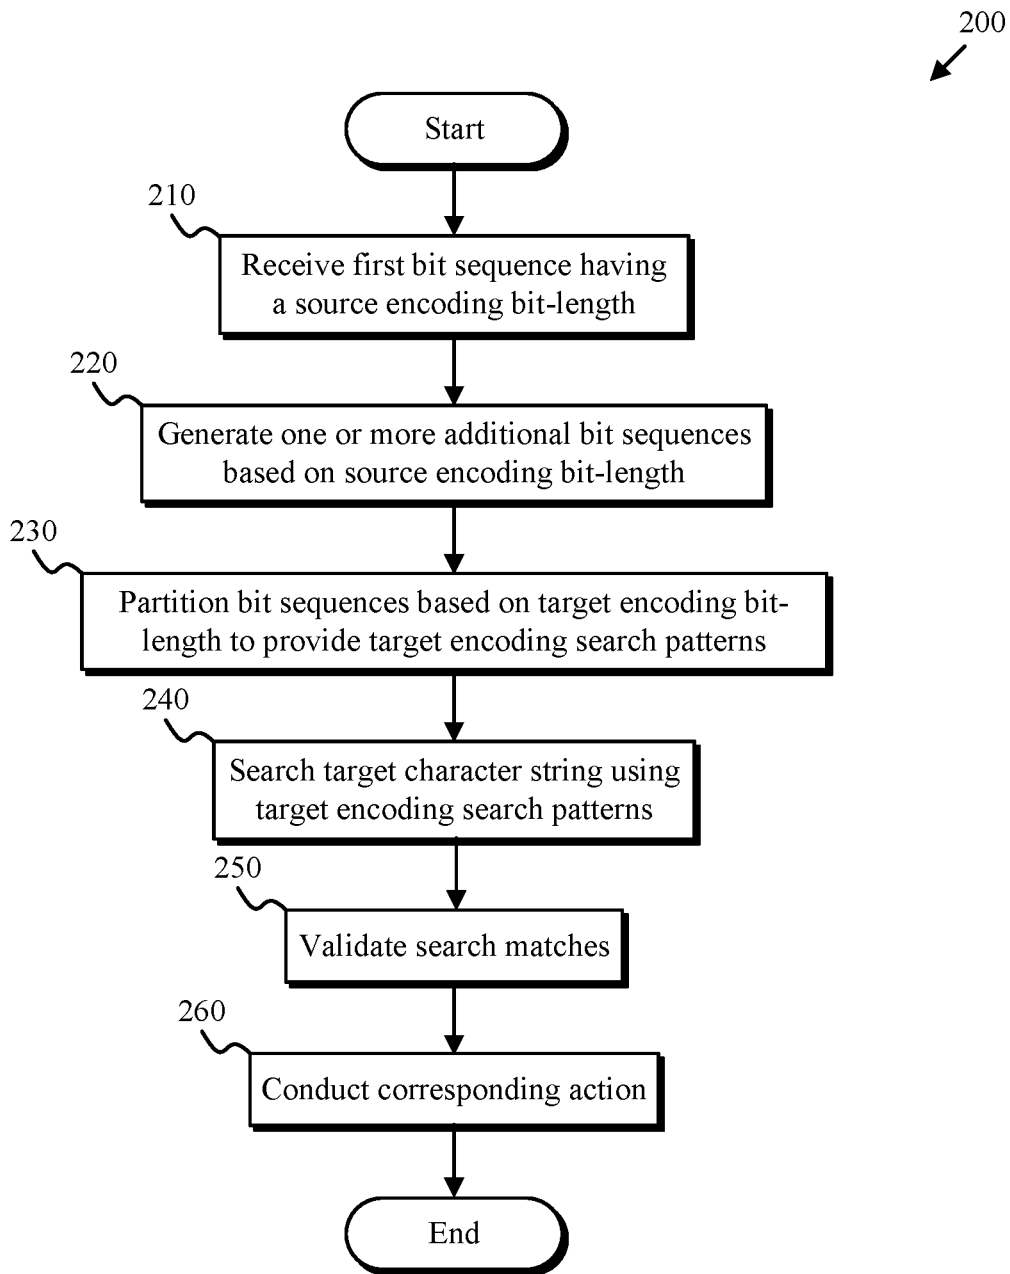 200
Start
210
Receive first bit sequence having
a source encoding bit-length
220
Generate one or more additional bit sequences
based on source encoding bit-length
230
Partition bit sequences based on target encoding bit-
length to provide target encoding search patterns
240
Search target character string using
target encoding search patterns
250
Validate search matches
260
Conduct corresponding action
End